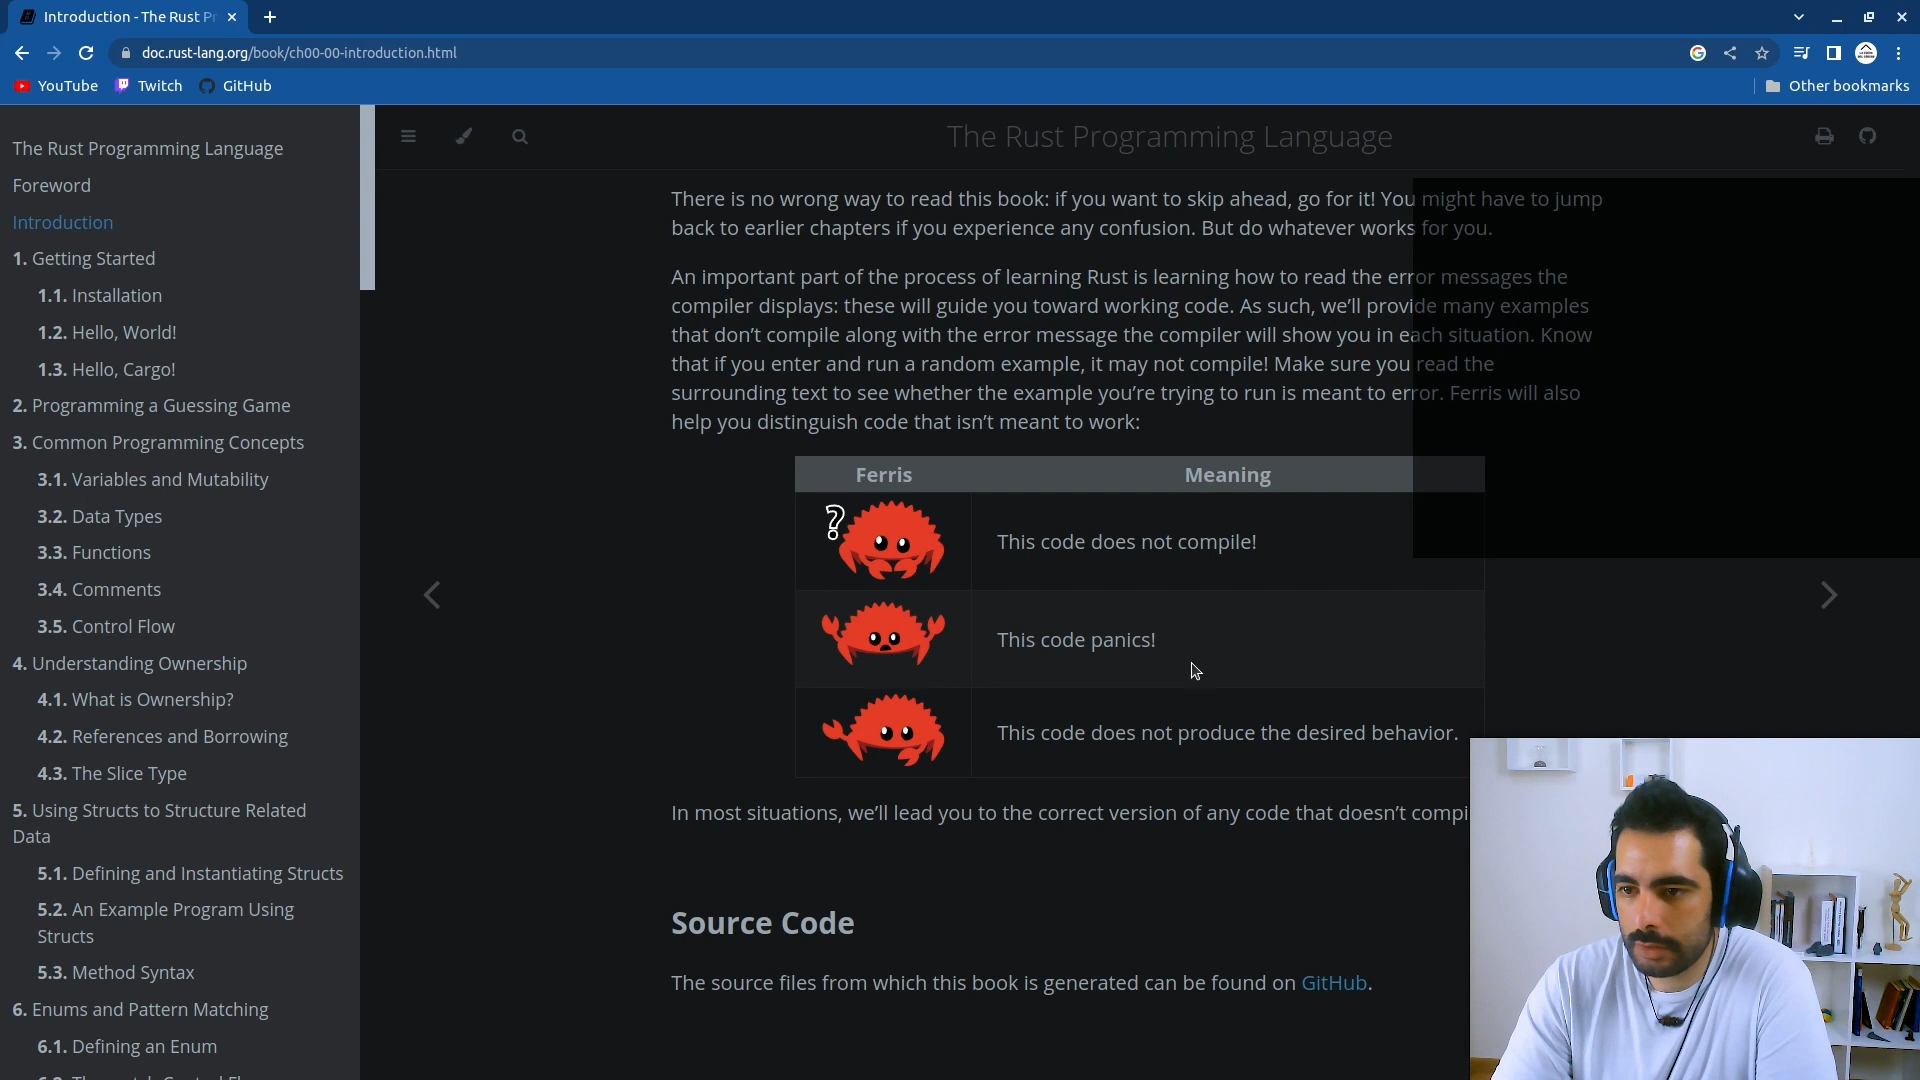 Introduction - The Rust Pr
doc.rust-lang.org/book/ch00-00-introduction.html
YouTube
Twitch
GitHub
Other bookmarks
The Rust Programming Language
Foreword
Introduction
1. Getting Started
1.1. Installation
1.2. Hello, World!
1.3. Hello, Cargo!
2. Programming a Guessing Game
3. Common Programming Concepts
3.1. Variables and Mutability
3.2. Data Types
3.3. Functions
3.4. Comments
3.5. Control Flow
4. Understanding Ownership
4.1. What is Ownership?
4.2. References and Borrowing
4.3. The Slice Type
5. Using Structs to Structure Related
Data
5.1. Defining and Instantiating Structs
5.2. An Example Program Using
Structs
5.3. Method Syntax
6. Enums and Pattern Matching
6.1. Defining an Enum
The Rust Programming Language
There is no wrong way to read this book: if you want to skip ahead, go for it! You might have to jump
back to earlier chapters if you experience any confusion. But do whatever works for you.
An important part of the process of learning Rust is learning how to read the error messages the
compiler displays: these will guide you toward working code. As such, we’ll provide many examples
that don’t compile along with the error message the compiler will show you in each situation. Know
that if you enter and run a random example, it may not compile! Make sure you read the
surrounding text to see whether the example you’re trying to run is meant to error. Ferris will also
help you distinguish code that isn’t meant to work:
Ferris Meaning
?
This code does not compile!
This code panics!
This code does not produce the desired behavior.
In most situations, we’ll lead you to the correct version of any code that doesn’t compi
Source Code
The source files from which this book is generated can be found on GitHub.